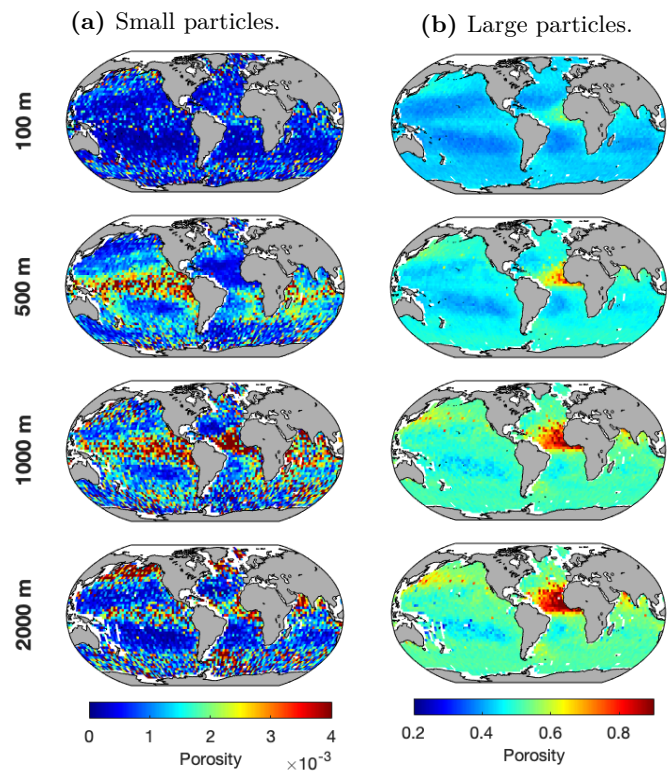 (a) Small particles.
(b) Large particles.
100 m
500 m
1000 m
2000 m
0 1 2 3 4
Porosity
×10⁻³
0.2 0.4 0.6 0.8
Porosity